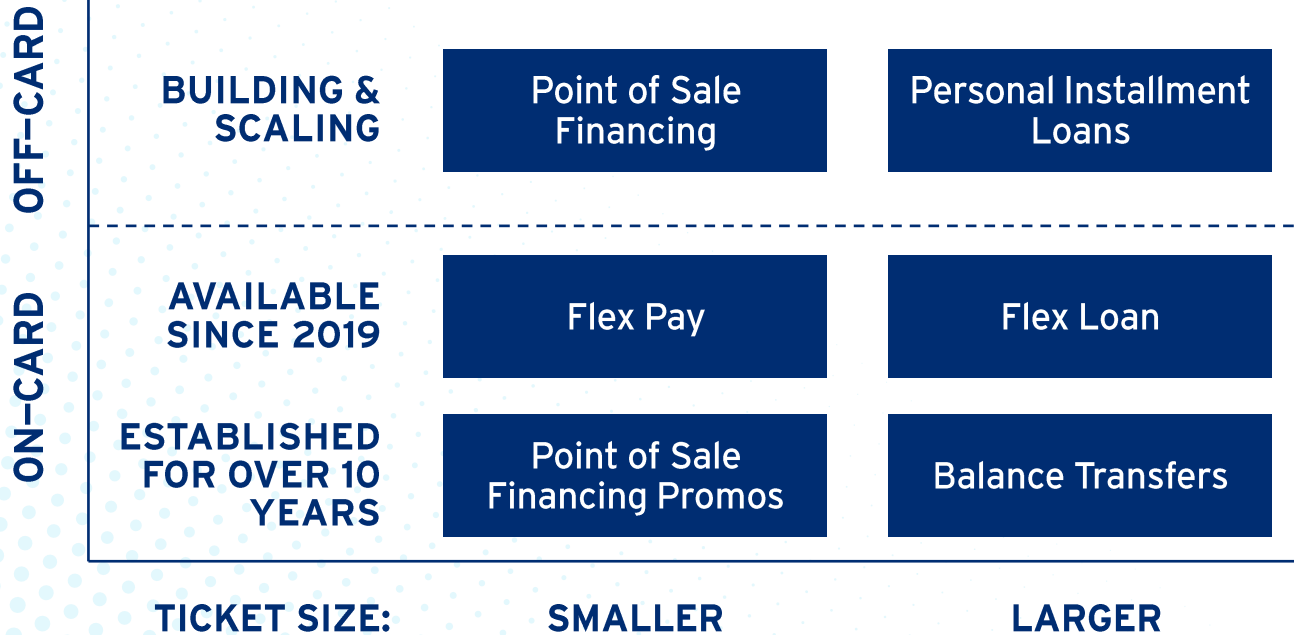 OFF–CARD
BUILDING &
SCALING
Point of Sale
Financing
Personal Installment
Loans
ON–CARD
AVAILABLE
SINCE 2019
Flex Pay
Flex Loan
ESTABLISHED
FOR OVER 10
YEARS
Point of Sale
Financing Promos
Balance Transfers
TICKET SIZE:
SMALLER
LARGER